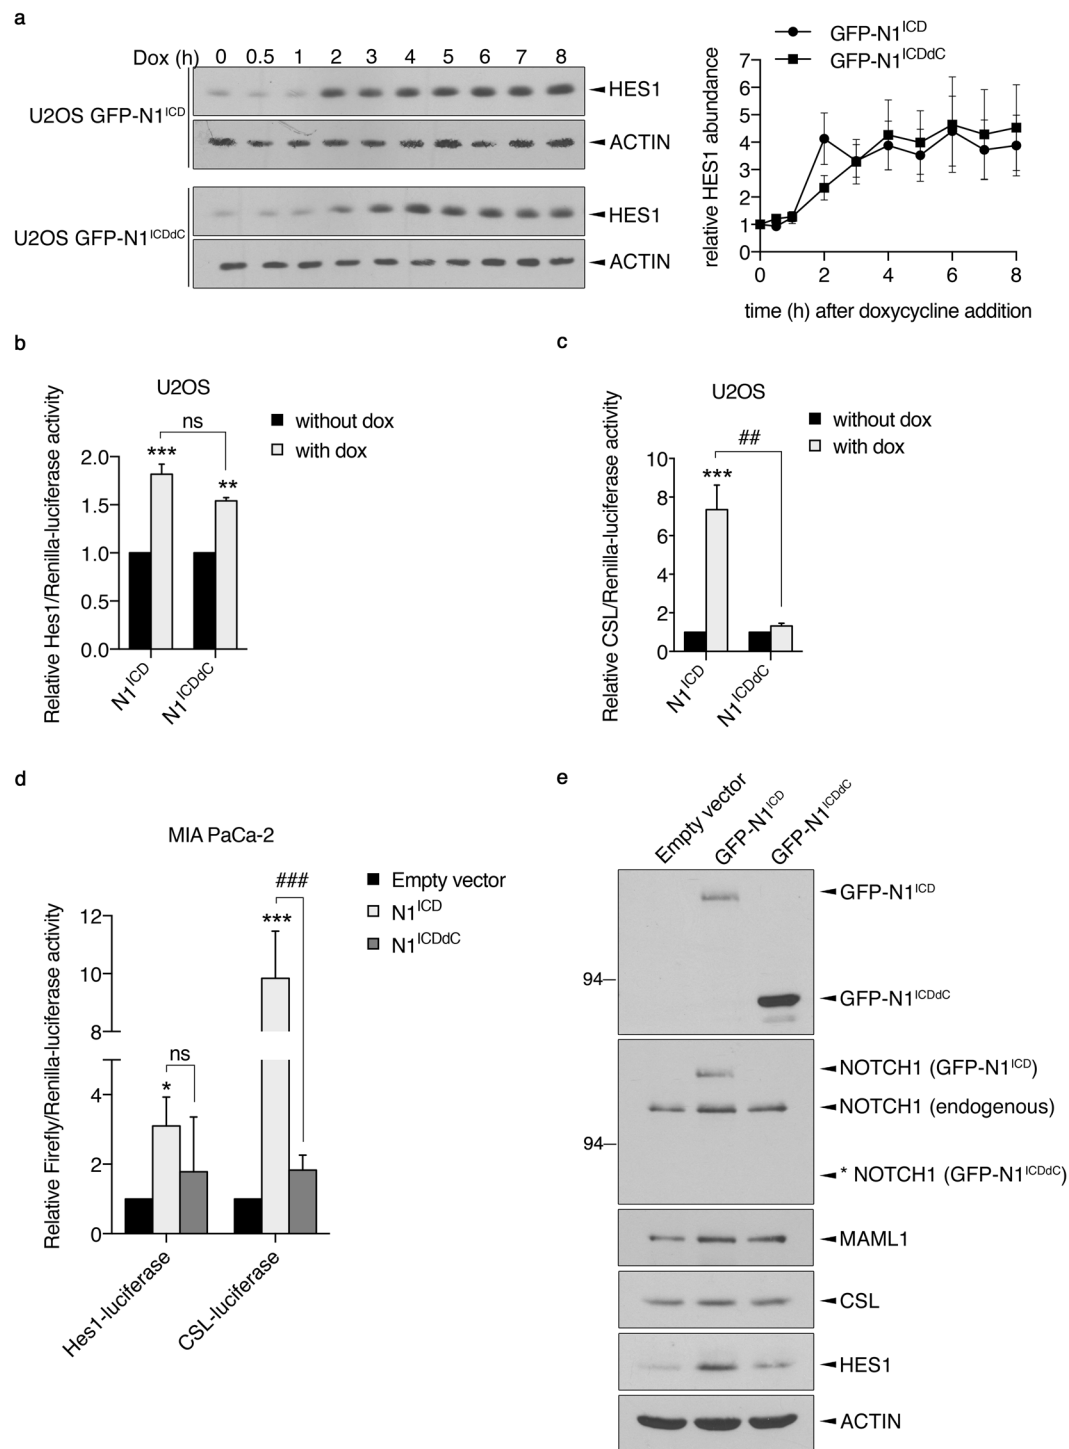 a
Dox (h) 0 0.5 1 2 3 4 5 6 7 8
U2OS GFP-N1ICD
HES1
ACTIN
U2OS GFP-N1ICDdC
HES1
ACTIN
GFP-N1ICD
GFP-N1ICDdC
relative HES1 abundance
7
6
5
4
3
2
1
0
0 2 4 6 8
time (h) after doxycycline addition
b
U2OS
without dox
with dox
ns
***
**
Relative Hes1/Renilla-luciferase activity
2.0
1.5
1.0
0.5
0.0
N1ICD
N1ICDdC
c
U2OS
without dox
with dox
##
***
Relative CSL/Renilla-luciferase activity
10
8
6
4
2
0
N1ICD
N1ICDdC
d
MIA PaCa-2
Empty vector
N1ICD
N1ICDdC
###
***
ns
*
Relative Firefly/Renilla-luciferase activity
12
10
8
4
2
0
Hes1-luciferase
CSL-luciferase
e
Empty vector
GFP-N1ICD
GFP-N1ICDdC
GFP-N1ICD
94
GFP-N1ICDdC
NOTCH1 (GFP-N1ICD)
NOTCH1 (endogenous)
94
* NOTCH1 (GFP-N1ICDdC)
MAML1
CSL
HES1
ACTIN